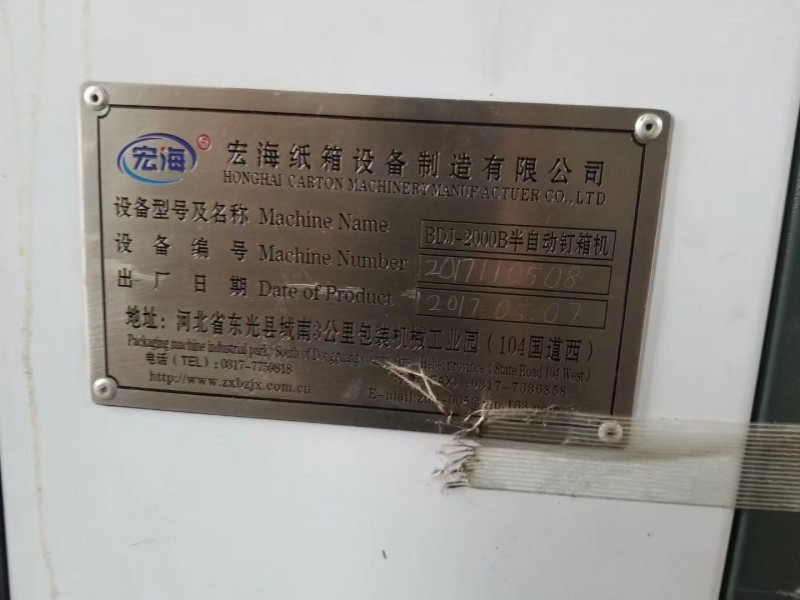 宏海®
宏海纸箱设备制造有限公司
HONGHAI CARTON MACHINERY MANUFACTUER CO.,LTD
设备型号及名称 Machine Name BDJ-2000B半自动钉箱机
设备编号 Machine Number 2017110508
出厂日期 Date of Product 2017.05.07
地址：河北省东光县城南3公里包装机械工业园（104国道西）
Packaging machine industrial park, South of Dongguang Hebei province (State Road 104 West)
电话（TEL）:0317-7759818
FAX):0317-7036858
http://www.zxbzjx.com.cn
E-mail: